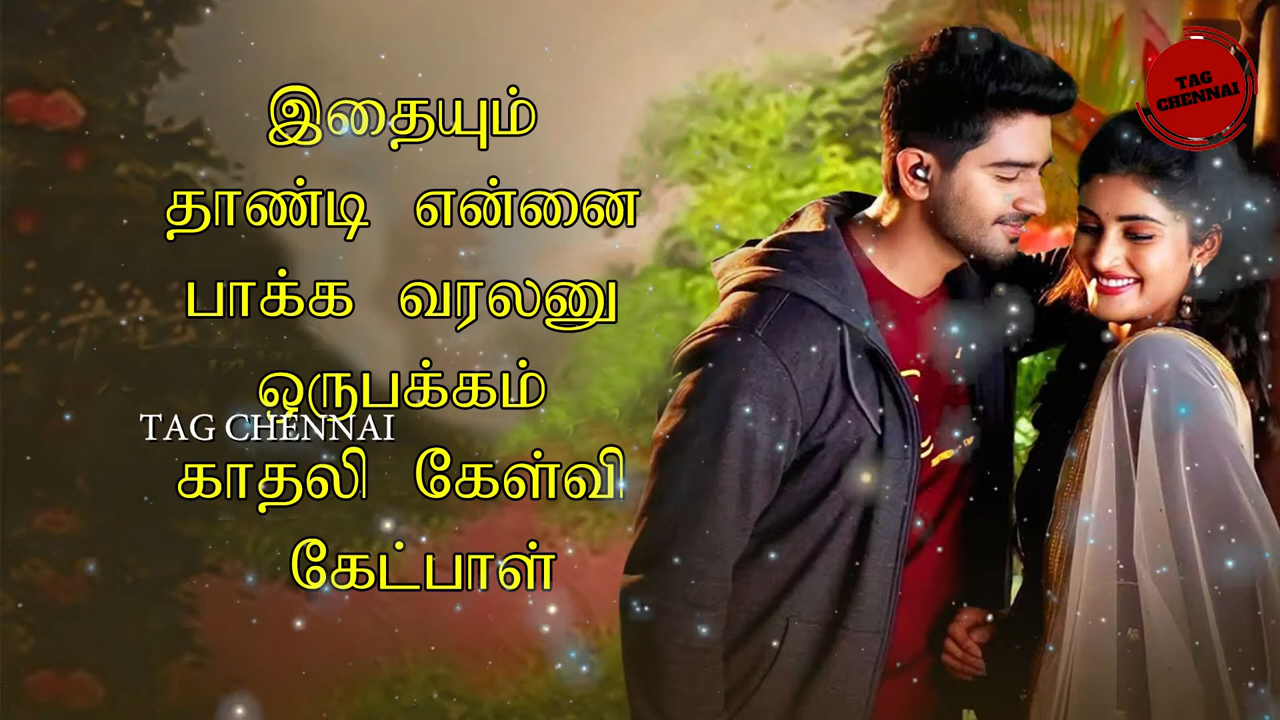 இதையும்
தாண்டி என்னை
பாக்க வரலனு
ஒருபக்கம்
TAG CHENNAI
காதலி கேள்வி
கேட்பாள்
TAG
CHENNAI